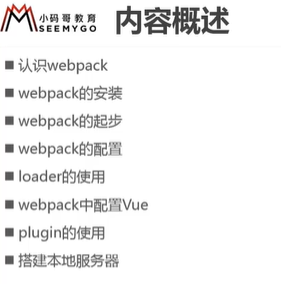 小码哥教育
SEEMYGO
内容概述
认识webpack
webpack的安装
webpack的起步
webpack的配置
loader的使用
webpack中配置Vue
plugin的使用
搭建本地服务器